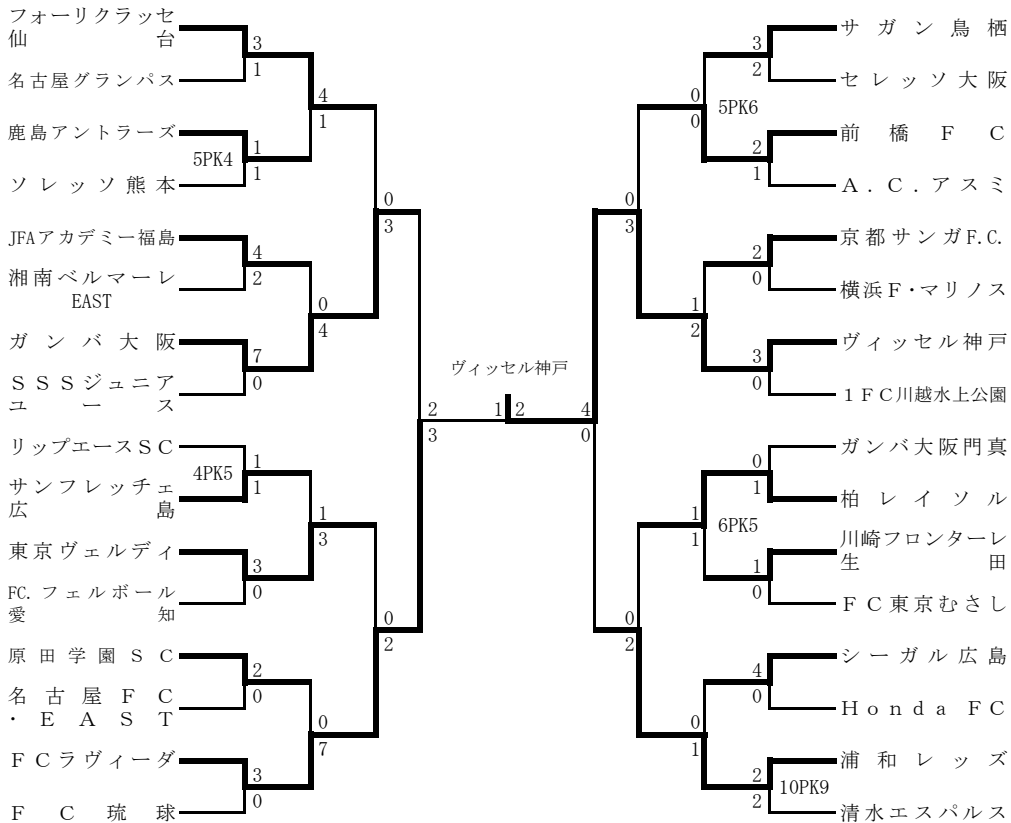 フォーリクラッセ
仙台
3
1
名古屋グランパス
4
1
鹿島アントラーズ
5PK4
1
1
ソレッソ熊本
0
3
JFAアカデミー福島
4
2
湘南ベルマーレ
EAST
0
4
ガンバ大阪
7
0
SSSジュニア
ユース
2
3
リップエースSC
4PK5
1
1
サンフレッチェ
広島
1
3
東京ヴェルディ
3
0
FC.フェルボール
愛知
0
2
原田学園SC
2
0
名古屋FC
・EAST
0
7
FCラヴィーダ
3
0
FC琉球
ヴィッセル神戸
1
2
4
0
サガン鳥栖
3
2
セレッソ大阪
0
0
5PK6
前橋FC
2
1
A.C.アスミ
0
3
京都サンガF.C.
2
0
横浜F・マリノス
1
2
ヴィッセル神戸
3
0
1FC川越水上公園
ガンバ大阪門真
0
1
柏レイソル
1
1
6PK5
川崎フロンターレ
生田
1
0
FC東京むさし
0
2
シーガル広島
4
0
Honda FC
0
1
浦和レッズ
2
2
10PK9
清水エスパルス